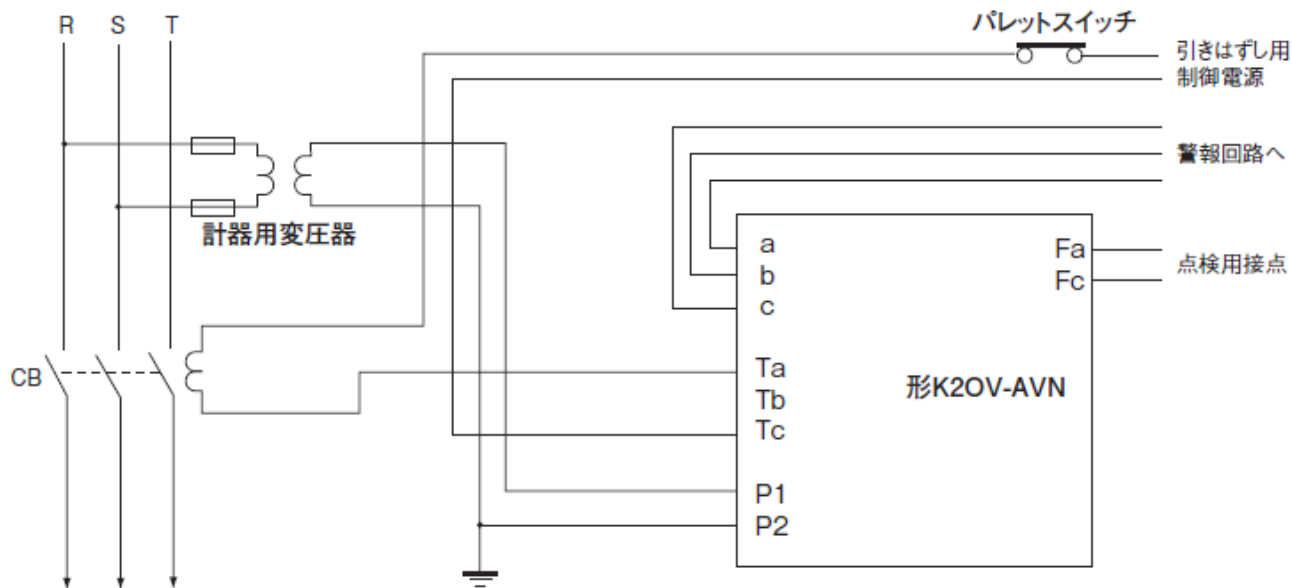 R S T
パレットスイッチ
引きはずし用
制御電源
警報回路へ
計器用変圧器
a
b
c
Fa
Fc
点検用接点
CB
Ta
Tb
Tc
形K2OV-AVN
P1
P2